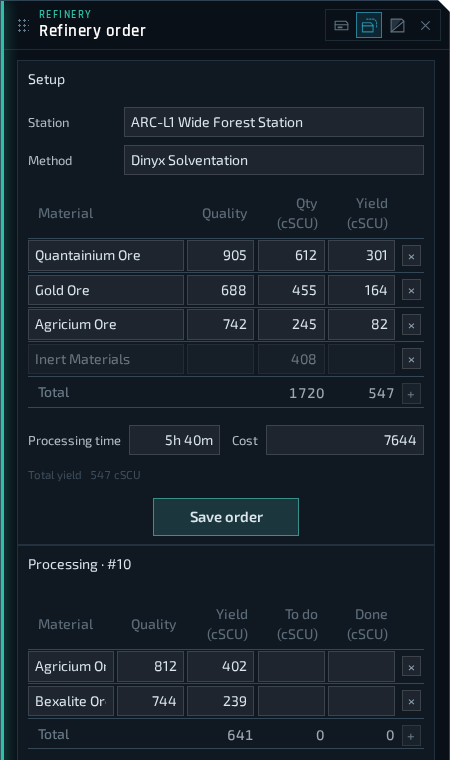 REFINERY
Refinery order
Setup
Station ARC-L1 Wide Forest Station
Method Dinyx Solventation
Material Quality Qty (cSCU) Yield (cSCU)
Quantainium Ore 905 612 301 ×
Gold Ore 688 455 164 ×
Agricium Ore 742 245 82 ×
Inert Materials 408 ×
Total 1720 547 +
Processing time 5h 40m Cost 7644
Total yield 547 cSCU
Save order
Processing · #10
Material Quality Yield (cSCU) To do (cSCU) Done (cSCU)
Agricium Or 812 402 ×
Bexalite Or 744 239 ×
Total 641 0 0 +